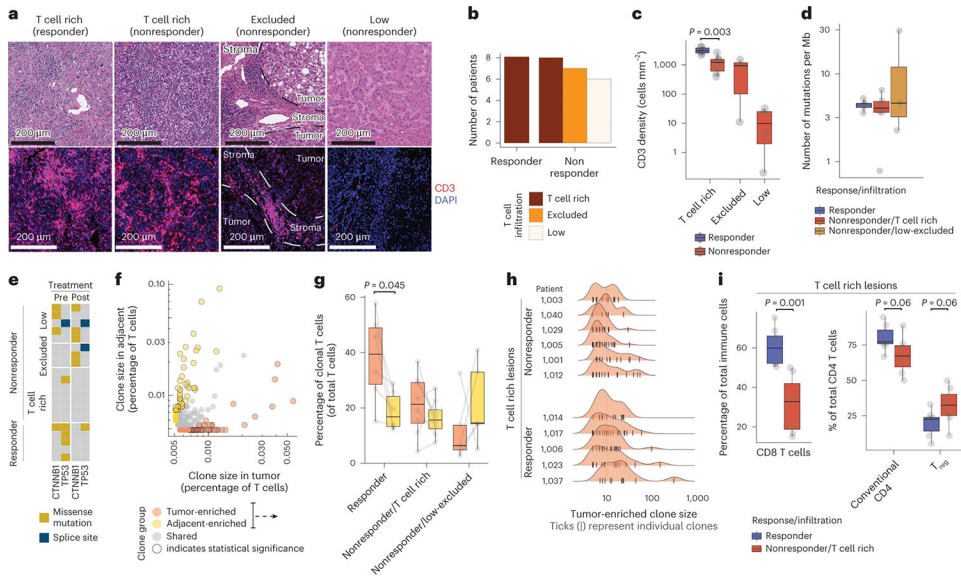 a
T cell rich
(responder)
T cell rich
(nonresponder)
Excluded
(nonresponder)
Low
(nonresponder)
Stroma
Tumor
Stroma
Tumor
200 µm
200 µm
200 µm
200 µm
Stroma
Tumor
Tumor
Stroma
200 µm
200 µm
200 µm
200 µm
CD3
DAPI
b
Number of patients
8
6
4
2
0
Responder
Non
responder
T cell
infiltration
T cell rich
Excluded
Low
c
P = 0.003
CD3 density (cells mm⁻²)
1,000
100
10
1
T cell rich
Excluded
Low
Responder
Nonresponder
d
Number of mutations per Mb
30
10
3
1
Response/infiltration
Responder
Nonresponder/T cell rich
Nonresponder/low-excluded
e
Treatment
Pre Post
Nonresponder
Low
Excluded
T cell
rich
Responder
CTNNB1
TP53
CTNNB1
TP53
Missense
mutation
Splice site
f
Clone size in adjacent
(percentage of T cells)
0.10
0.03
0.01
0.005
0.010
0.030
0.050
Clone size in tumor
(percentage of T cells)
Clone group
Tumor-enriched
Adjacent-enriched
Shared
indicates statistical significance
g
P = 0.045
Percentage of clonal T cells
(of total T cells)
60
40
20
0
Responder
Nonresponder/T cell rich
Nonresponder/low-excluded
h
Patient
T cell rich lesions
Nonresponder
1,003
1,040
1,029
1,005
1,001
1,012
Responder
1,014
1,017
1,006
1,023
1,037
10
100
1,000
Tumor-enriched clone size
Ticks (|) represent individual clones
i
T cell rich lesions
P = 0.001
P = 0.06
P = 0.06
Percentage of total immune cells
60
40
20
CD8 T cells
% of total CD4 T cells
75
50
25
Conventional
CD4
T reg
Response/infiltration
Responder
Nonresponder/T cell rich